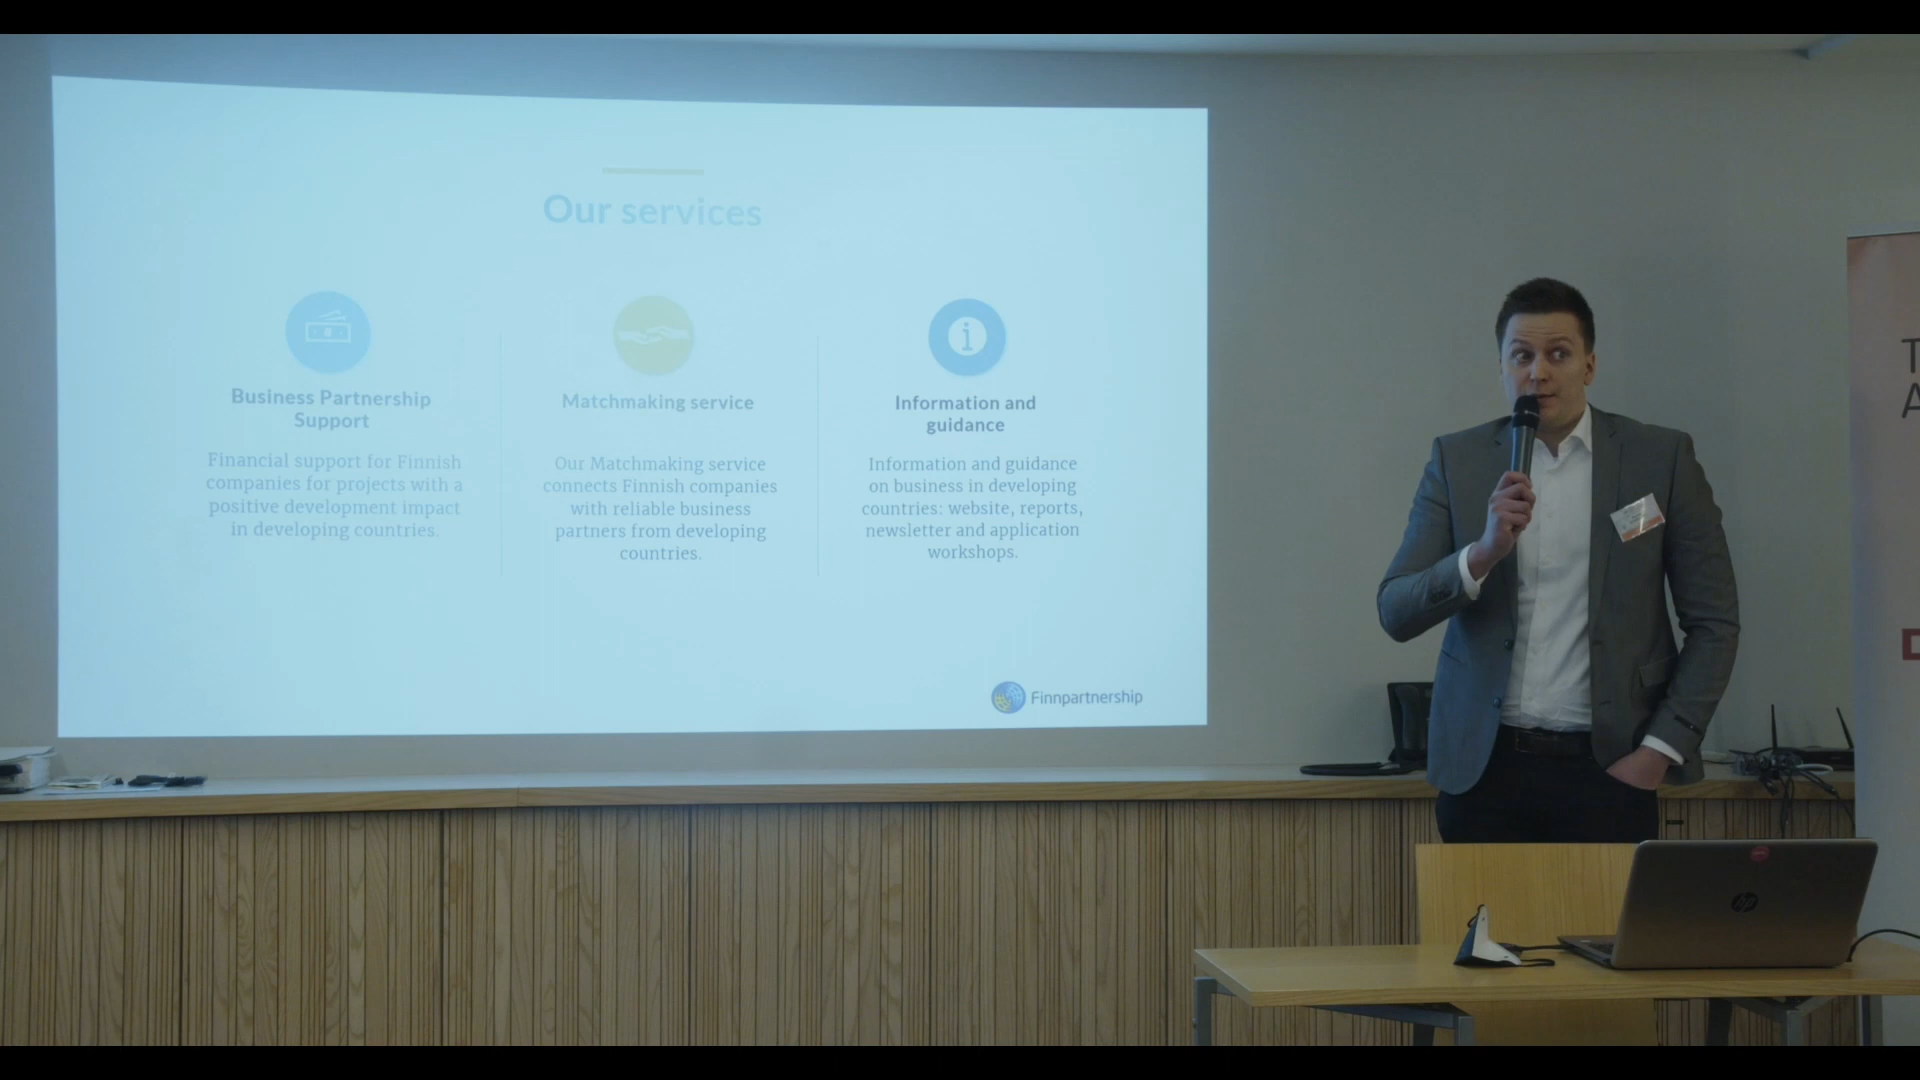 Our services
Business Partnership
Support
Financial support for Finnish
companies for projects with a
positive development impact
in developing countries.
Matchmaking service
Our Matchmaking service
connects Finnish companies
with reliable business
partners from developing
countries.
Information and
guidance
Information and guidance
on business in developing
countries: website, reports,
newsletter and application
workshops.
Finnpartnership
T
A
hp